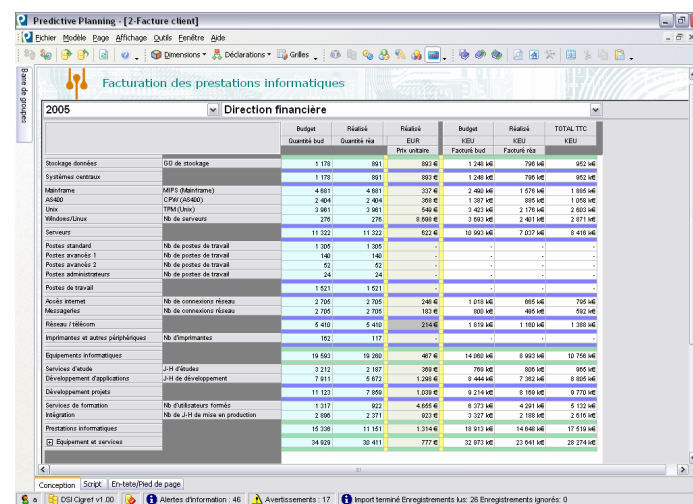 Predictive Planning - [2-Facture client]
Fichier Modèle Page Affichage Outils Fenêtre Aide
Dimensions Déclarations Grilles
Barre de groupes
Facturation des prestations informatiques
2005 Direction financière
Budget Réalisé Réalisé Budget Réalisé TOTAL TTC
Quantité bud Quantité réa EUR KEU KEU KEU
Prix unitaire Facturé bud Facturé réa
Stockage données GO de stockage 1 178 891 893 € 1 248 k€ 796 k€ 952 k€
Systèmes centraux 1 178 891 893 € 1 248 k€ 796 k€ 952 k€
Mainframe MIPS (Mainframe) 4 681 4 681 337 € 2 490 k€ 1 576 k€ 1 885 k€
AS400 CPW (AS400) 2 404 2 404 368 € 1 387 k€ 885 k€ 1 058 k€
Unix TPM (Unix) 3 961 3 961 549 € 3 423 k€ 2 176 k€ 2 603 k€
Windows/Linux Nb de serveurs 276 276 8.698 € 3 693 k€ 2 401 k€ 2 871 k€
Serveurs 11 322 11 322 622 € 10 993 k€ 7 037 k€ 8 416 k€
Postes standard Nb de postes de travail 1 305 1 305 - - - -
Postes avancés 1 Nb de postes de travail 140 140 - - - -
Postes avancés 2 Nb de postes de travail 52 52 - - - -
Postes administrateurs Nb de postes de travail 24 24 - - - -
Postes de travail 1 521 1 521 - - - -
Accès internet Nb de connexions réseau 2 705 2 705 246 € 1 018 k€ 665 k€ 795 k€
Messageries Nb de connexions réseau 2 705 2 705 183 € 800 k€ 495 k€ 592 k€
Réseau / télécom 5 410 5 410 214 € 1 819 k€ 1 160 k€ 1 388 k€
Imprimantes et autres périphériques Nb d'imprimantes 162 117 - - - -
Equipements informatiques 19 593 19 260 467 € 14 060 k€ 8 993 k€ 10 756 k€
Services d'etude J-H d'études 3 212 2 187 369 € 769 k€ 806 k€ 965 k€
Développement d'applications J-H de développement 7 911 5 672 1.298 € 8 444 k€ 7 362 k€ 8 805 k€
Développement projets 11 123 7 859 1.039 € 9 214 k€ 8 169 k€ 9 770 k€
Services de formation Nb d'utilisateurs formés 1 317 922 4.655 € 6 373 k€ 4 291 k€ 5 132 k€
Intégration Nb de J-H de mise en production 2 896 2 371 923 € 3 327 k€ 2 188 k€ 2 616 k€
Prestations informatiques 15 336 11 151 1.314 € 18 913 k€ 14 648 k€ 17 519 k€
Equipement et services 34 929 30 411 777 € 32 973 k€ 23 641 k€ 28 274 k€
Conception Script En-tete/Pied de page
DSI Cigref v1.00 Alertes d'information : 46 Avertissements : 17 Import terminé Enregistrements lus: 26 Enregistrements ignorés: 0